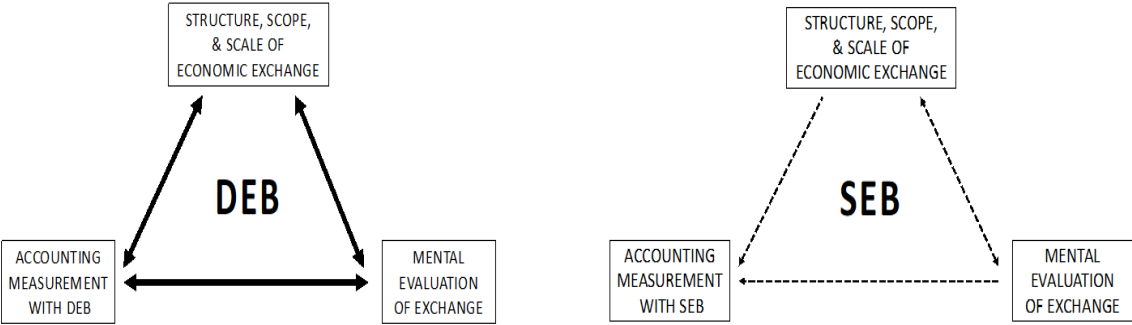 STRUCTURE, SCOPE,
& SCALE OF
ECONOMIC EXCHANGE
DEB
ACCOUNTING
MEASUREMENT
WITH DEB
MENTAL
EVALUATION
OF EXCHANGE
STRUCTURE, SCOPE,
& SCALE OF
ECONOMIC EXCHANGE
SEB
ACCOUNTING
MEASUREMENT
WITH SEB
MENTAL
EVALUATION
OF EXCHANGE